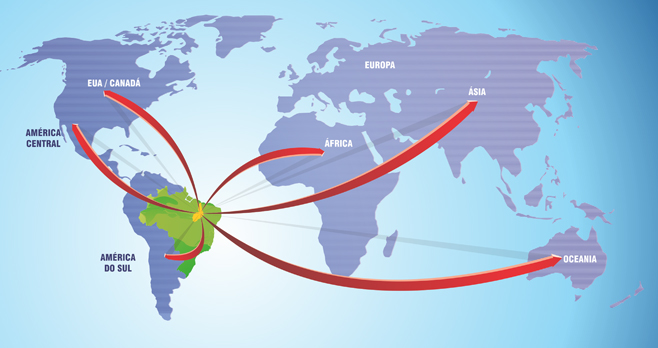 EUROPA
EUA / CANADÁ
ÁSIA
AMÉRICA
CENTRAL
ÁFRICA
AMÉRICA
DO SUL
OCEANIA